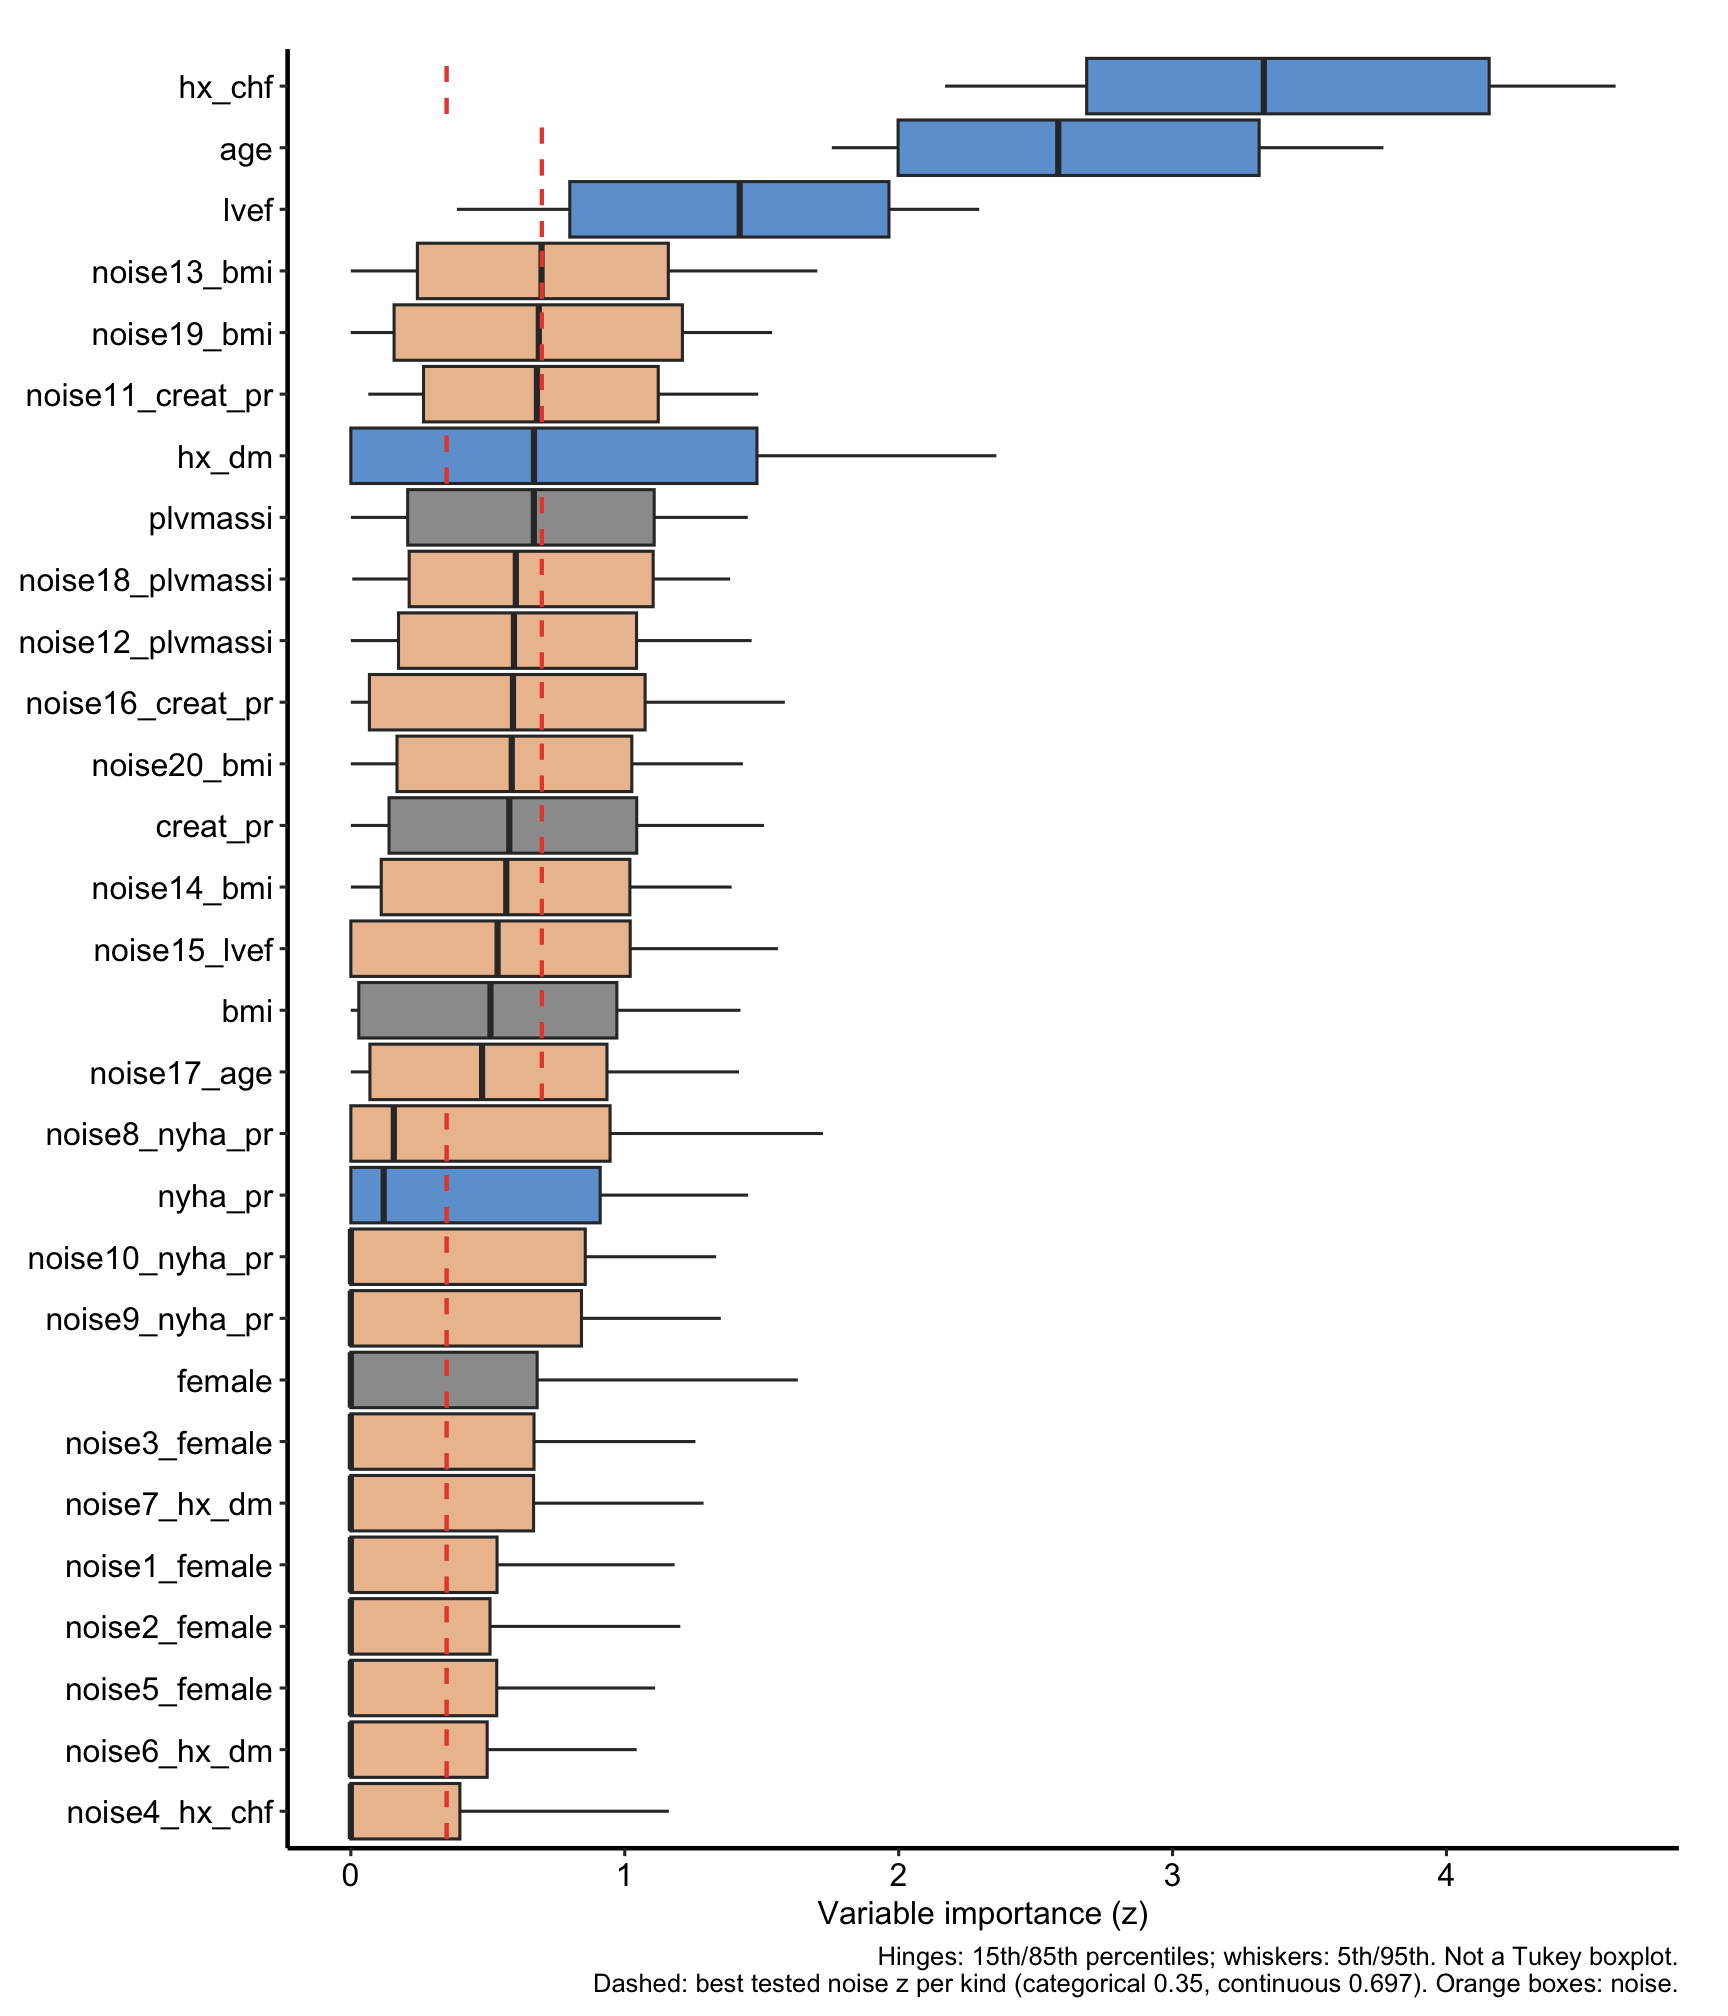 hx_chf
age
lvef
noise13_bmi
noise19_bmi
noise11_creat_pr
hx_dm
plvmassi
noise18_plvmassi
noise12_plvmassi
noise16_creat_pr
noise20_bmi
creat_pr
noise14_bmi
noise15_lvef
bmi
noise17_age
noise8_nyha_pr
nyha_pr
noise10_nyha_pr
noise9_nyha_pr
female
noise3_female
noise7_hx_dm
noise1_female
noise2_female
noise5_female
noise6_hx_dm
noise4_hx_chf
0 1 2 3 4
Variable importance (z)
Hinges: 15th/85th percentiles; whiskers: 5th/95th. Not a Tukey boxplot.
Dashed: best tested noise z per kind (categorical 0.35, continuous 0.697). Orange boxes: noise.